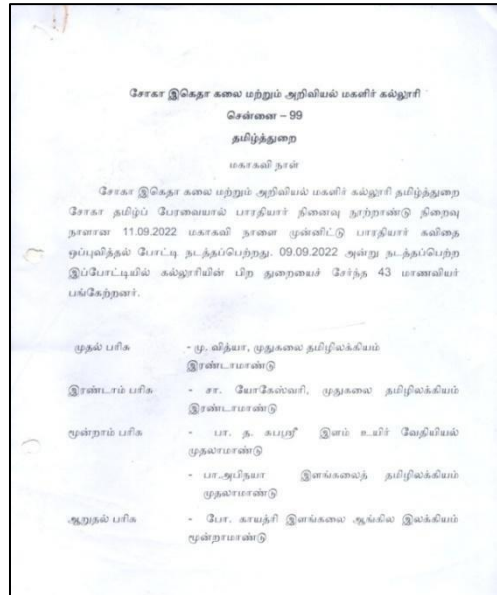 சோகா இகெதா கலை மற்றும் அறிவியல் மகளிர் கல்லூரி
சென்னை – 99
தமிழ்த்துறை
மகாகவி நாள்
சோகா இகெதா கலை மற்றும் அறிவியல் மகளிர் கல்லூரி தமிழ்த்துறை
சோகா தமிழ்ப் பேரவையால் பாரதியார் நினைவு நூற்றாண்டு நிறைவு
நாளான 11.09.2022 மகாகவி நாளை முன்னிட்டு பாரதியார் கவிதை
ஒப்புவித்தல் போட்டி நடத்தப்பெற்றது. 09.09.2022 அன்று நடத்தப்பெற்ற
இப்போட்டியில் கல்லூரியின் பிற துறையைச் சேர்ந்த 43 மாணவியர்
பங்கேற்றனர்.
முதல் பரிசு - மு. வித்யா, முதுகலை தமிழிலக்கியம்
இரண்டாமாண்டு
இரண்டாம் பரிசு - சா. யோகேஸ்வரி, முதுகலை தமிழிலக்கியம்
இரண்டாமாண்டு
மூன்றாம் பரிசு - பா. த. சுபஸ்ரீ இளம் உயிர் வேதியியல்
முதலாமாண்டு
- பா.அபிநயா இளங்கலைத் தமிழிலக்கியம்
முதலாமாண்டு
ஆறுதல் பரிசு - போ. காயத்ரி இளங்கலை ஆங்கில இலக்கியம்
மூன்றாமாண்டு